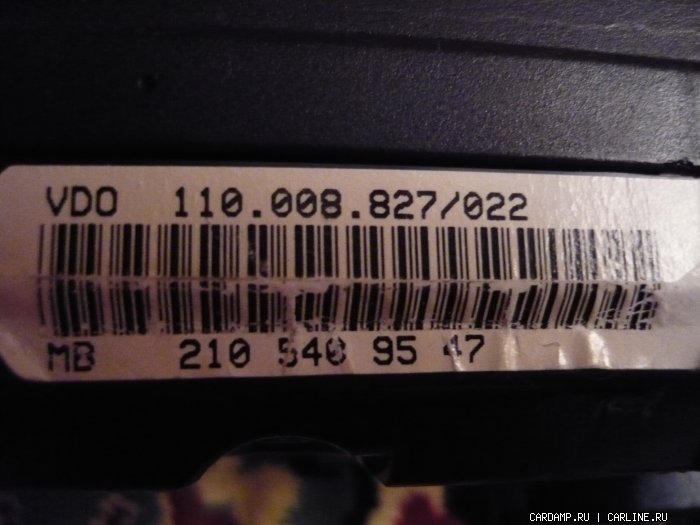 VDO 110.008.827/022
MB 210 540 95 47
CARDAMP.RU | CARLINE.RU